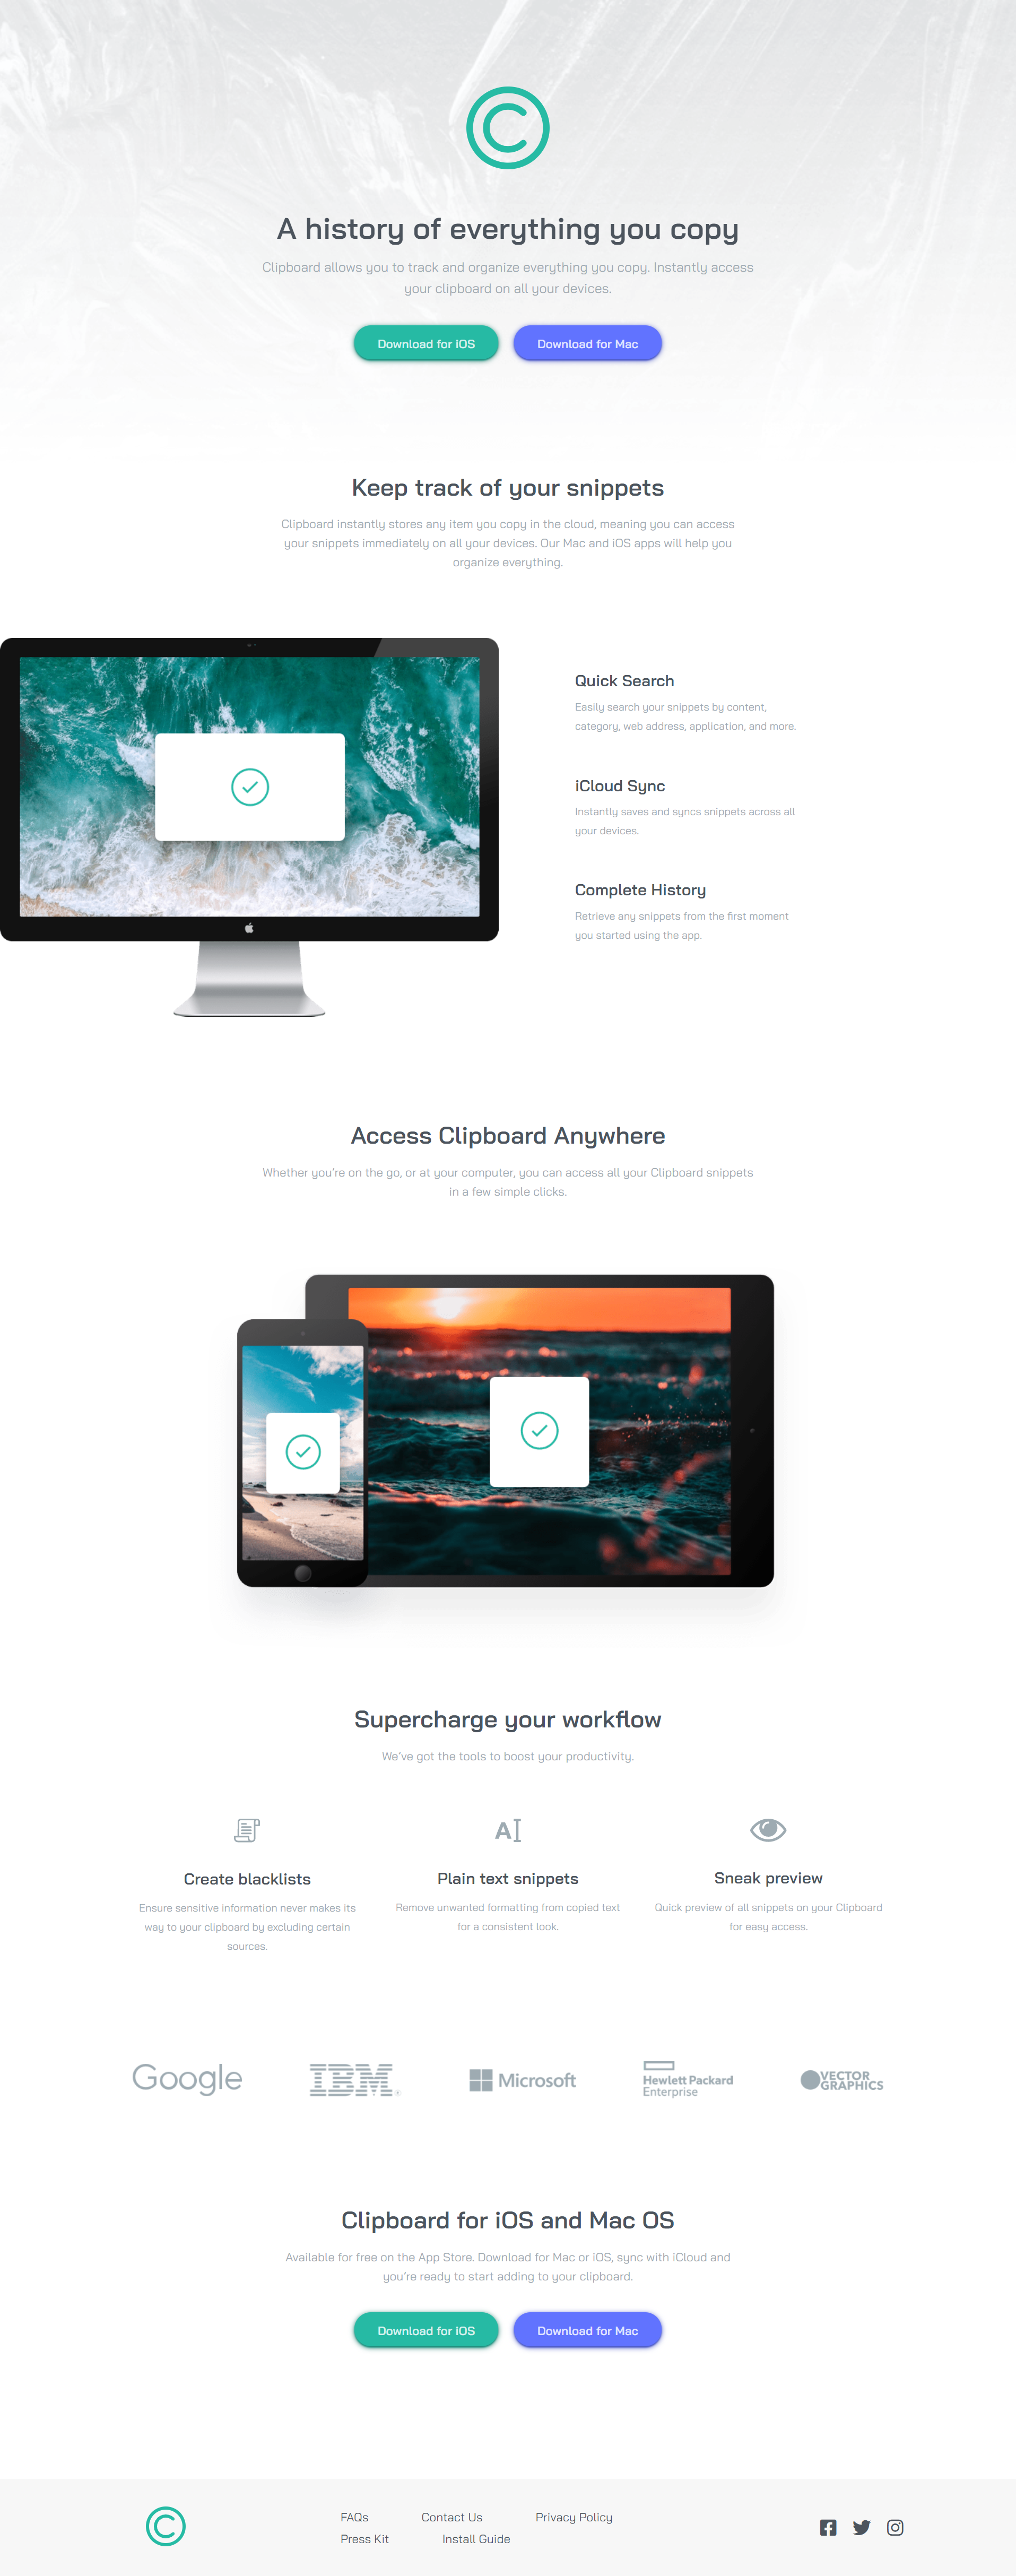 A history of everything you copy
Clipboard allows you to track and organize everything you copy. Instantly access
your clipboard on all your devices.
Download for iOS
Download for Mac
Keep track of your snippets
Clipboard instantly stores any item you copy in the cloud, meaning you can access
your snippets immediately on all your devices. Our Mac and iOS apps will help you
organize everything.
Quick Search
Easily search your snippets by content,
category, web address, application, and more.
iCloud Sync
Instantly saves and syncs snippets across all
your devices.
Complete History
Retrieve any snippets from the first moment
you started using the app.
Access Clipboard Anywhere
Whether you're on the go, or at your computer, you can access all your Clipboard snippets
in a few simple clicks.
Supercharge your workflow
We've got the tools to boost your productivity.
Create blacklists
Ensure sensitive information never makes its
way to your clipboard by excluding certain
sources.
Plain text snippets
Remove unwanted formatting from copied text
for a consistent look.
Sneak preview
Quick preview of all snippets on your Clipboard
for easy access.
Google
IBM
Microsoft
Hewlett Packard
Enterprise
VECTOR
GRAPHICS
Clipboard for iOS and Mac OS
Available for free on the App Store. Download for Mac or iOS, sync with iCloud and
you're ready to start adding to your clipboard.
Download for iOS
Download for Mac
FAQs
Contact Us
Privacy Policy
Press Kit
Install Guide